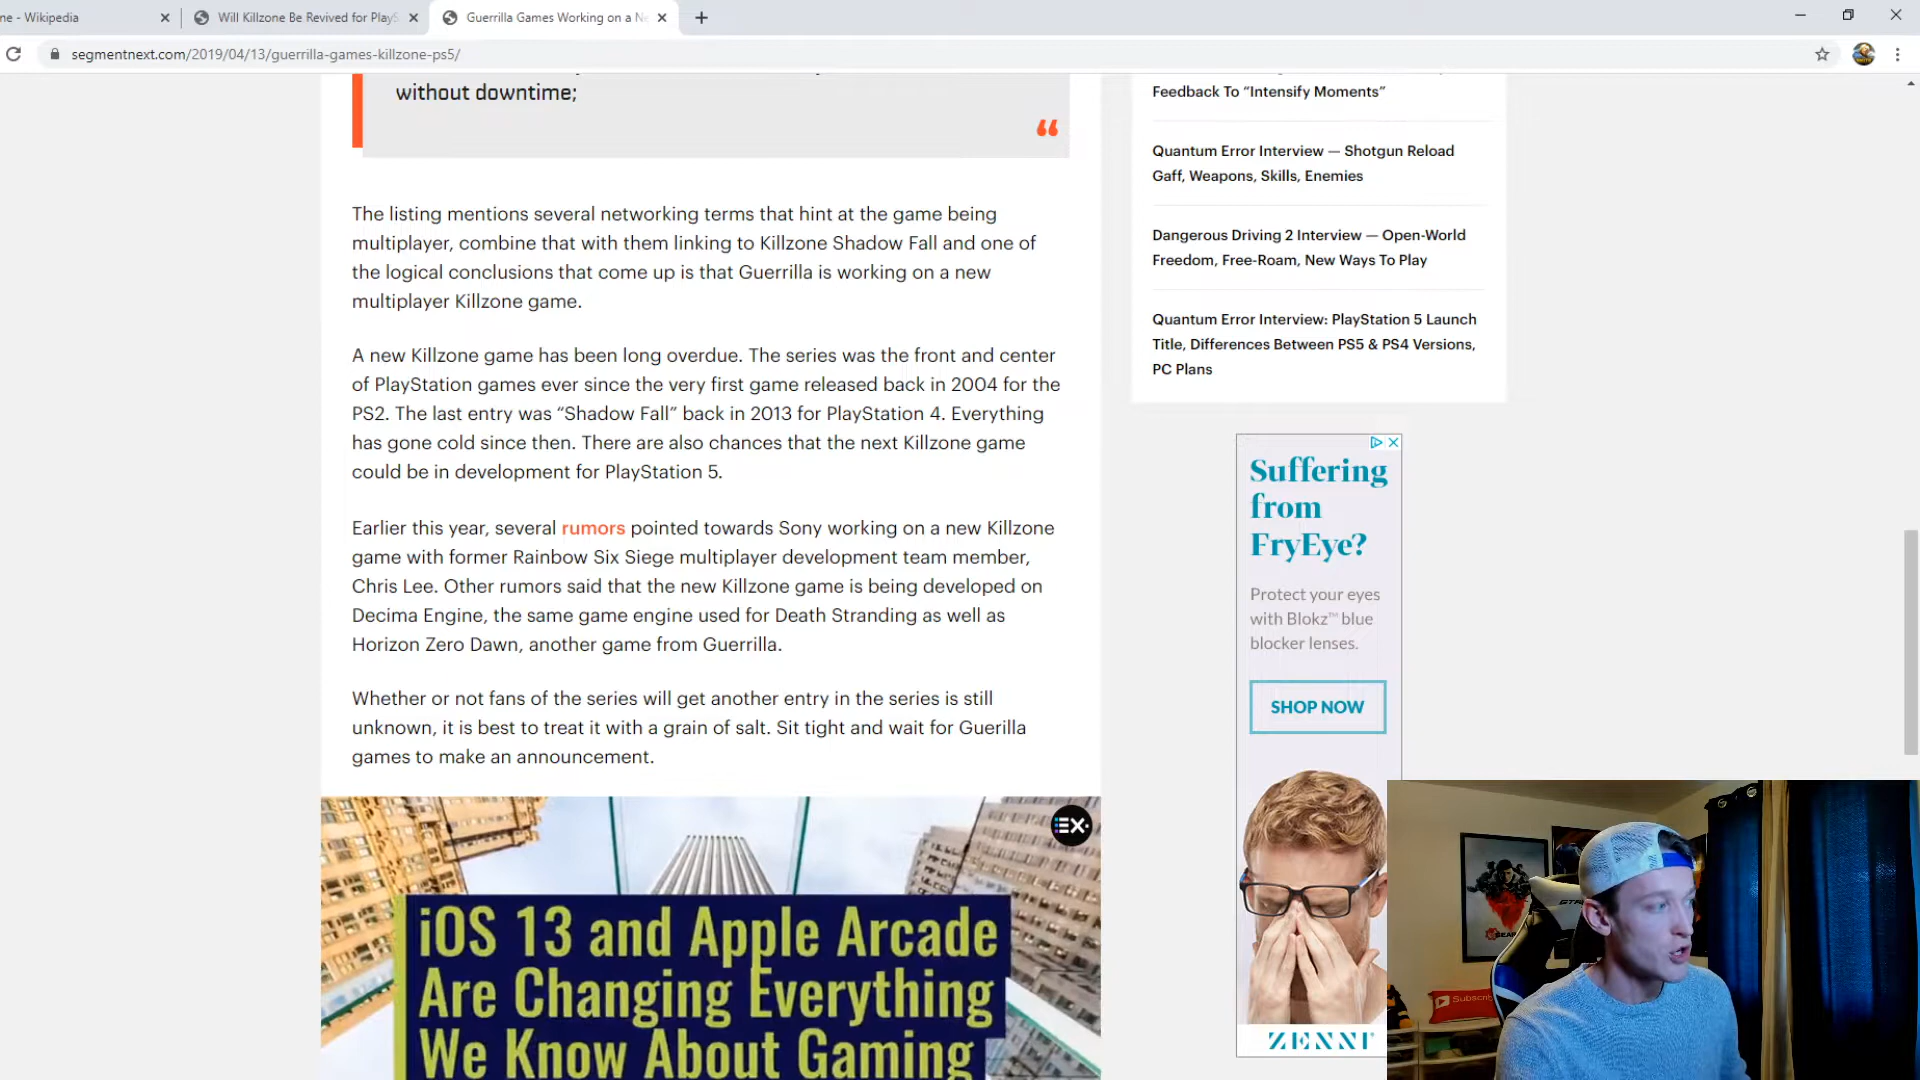 ne - Wikipedia
Will Killzone Be Revived for PlayS
Guerrilla Games Working on a Ne
segmentnext.com/2019/04/13/guerrilla-games-killzone-ps5/
without downtime;
“
The listing mentions several networking terms that hint at the game being
multiplayer, combine that with them linking to Killzone Shadow Fall and one of
the logical conclusions that come up is that Guerrilla is working on a new
multiplayer Killzone game.
A new Killzone game has been long overdue. The series was the front and center
of PlayStation games ever since the very first game released back in 2004 for the
PS2. The last entry was “Shadow Fall” back in 2013 for PlayStation 4. Everything
has gone cold since then. There are also chances that the next Killzone game
could be in development for PlayStation 5.
Earlier this year, several rumors pointed towards Sony working on a new Killzone
game with former Rainbow Six Siege multiplayer development team member,
Chris Lee. Other rumors said that the new Killzone game is being developed on
Decima Engine, the same game engine used for Death Stranding as well as
Horizon Zero Dawn, another game from Guerrilla.
Whether or not fans of the series will get another entry in the series is still
unknown, it is best to treat it with a grain of salt. Sit tight and wait for Guerilla
games to make an announcement.
EX.
iOS 13 and Apple Arcade
Are Changing Everything
We Know About Gaming
Feedback To “Intensify Moments”
Quantum Error Interview — Shotgun Reload
Gaff, Weapons, Skills, Enemies
Dangerous Driving 2 Interview — Open-World
Freedom, Free-Roam, New Ways To Play
Quantum Error Interview: PlayStation 5 Launch
Title, Differences Between PS5 & PS4 Versions,
PC Plans
Suffering
from
FryEye?
Protect your eyes
with Blokz™ blue
blocker lenses.
SHOP NOW
ZENNI
Subscri